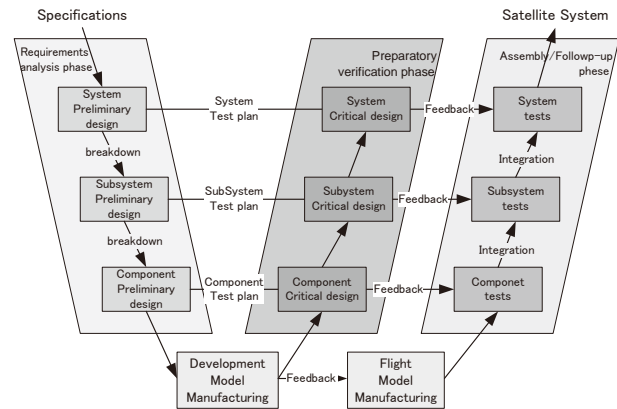 Specifications
Satellite System
Requirements
analysis phase
Preparatory
verification phase
Assembly/Followp-up
phese
System
Preliminary
design
System
Test plan
System
Critical design
Feedback
System
tests
breakdown
Integration
Subsystem
Preliminary
design
SubSystem
Test plan
Subsystem
Critical design
Feedback
Subsystem
tests
breakdown
Integration
Component
Preliminary
design
Component
Test plan
Component
Critical design
Feedback
Componet
tests
Development
Model
Manufacturing
Feedback
Flight
Model
Manufacturing